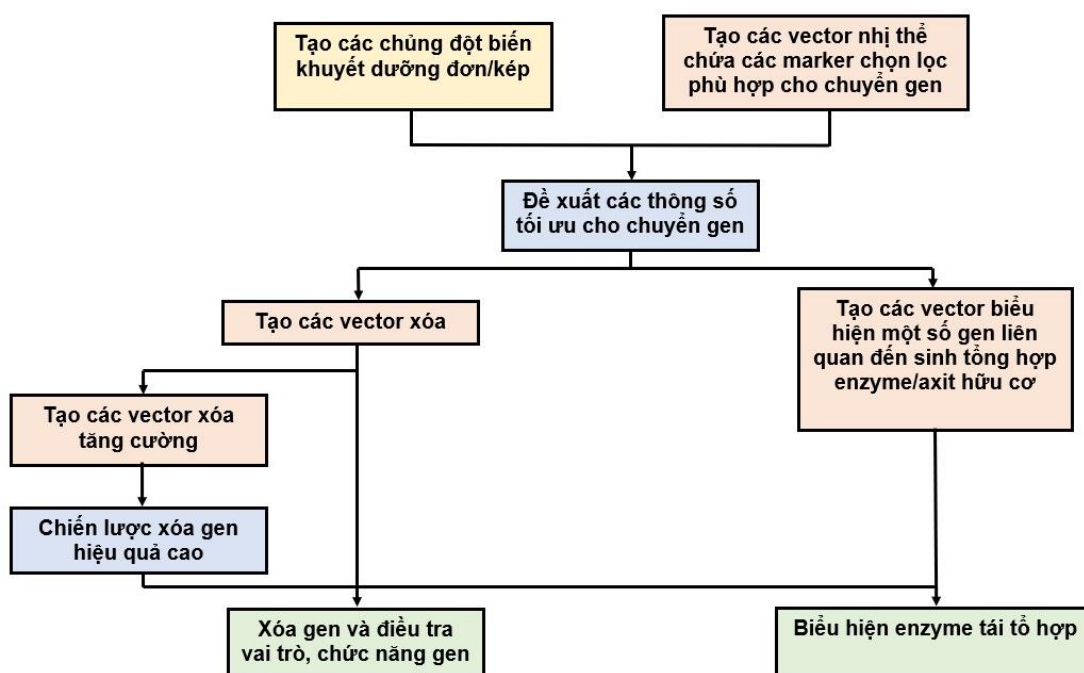 Tạo các chủng đột biến
khuyết dưỡng đơn/kép
Tạo các vector nhị thể
chứa các marker chọn lọc
phù hợp cho chuyển gen
Đề xuất các thông số
tối ưu cho chuyển gen
Tạo các vector xóa
Tạo các vector biểu
hiện một số gen liên
quan đến sinh tổng hợp
enzyme/axit hữu cơ
Tạo các vector xóa
tăng cường
Chiến lược xóa gen
hiệu quả cao
Xóa gen và điều tra
vai trò, chức năng gen
Biểu hiện enzyme tái tổ hợp